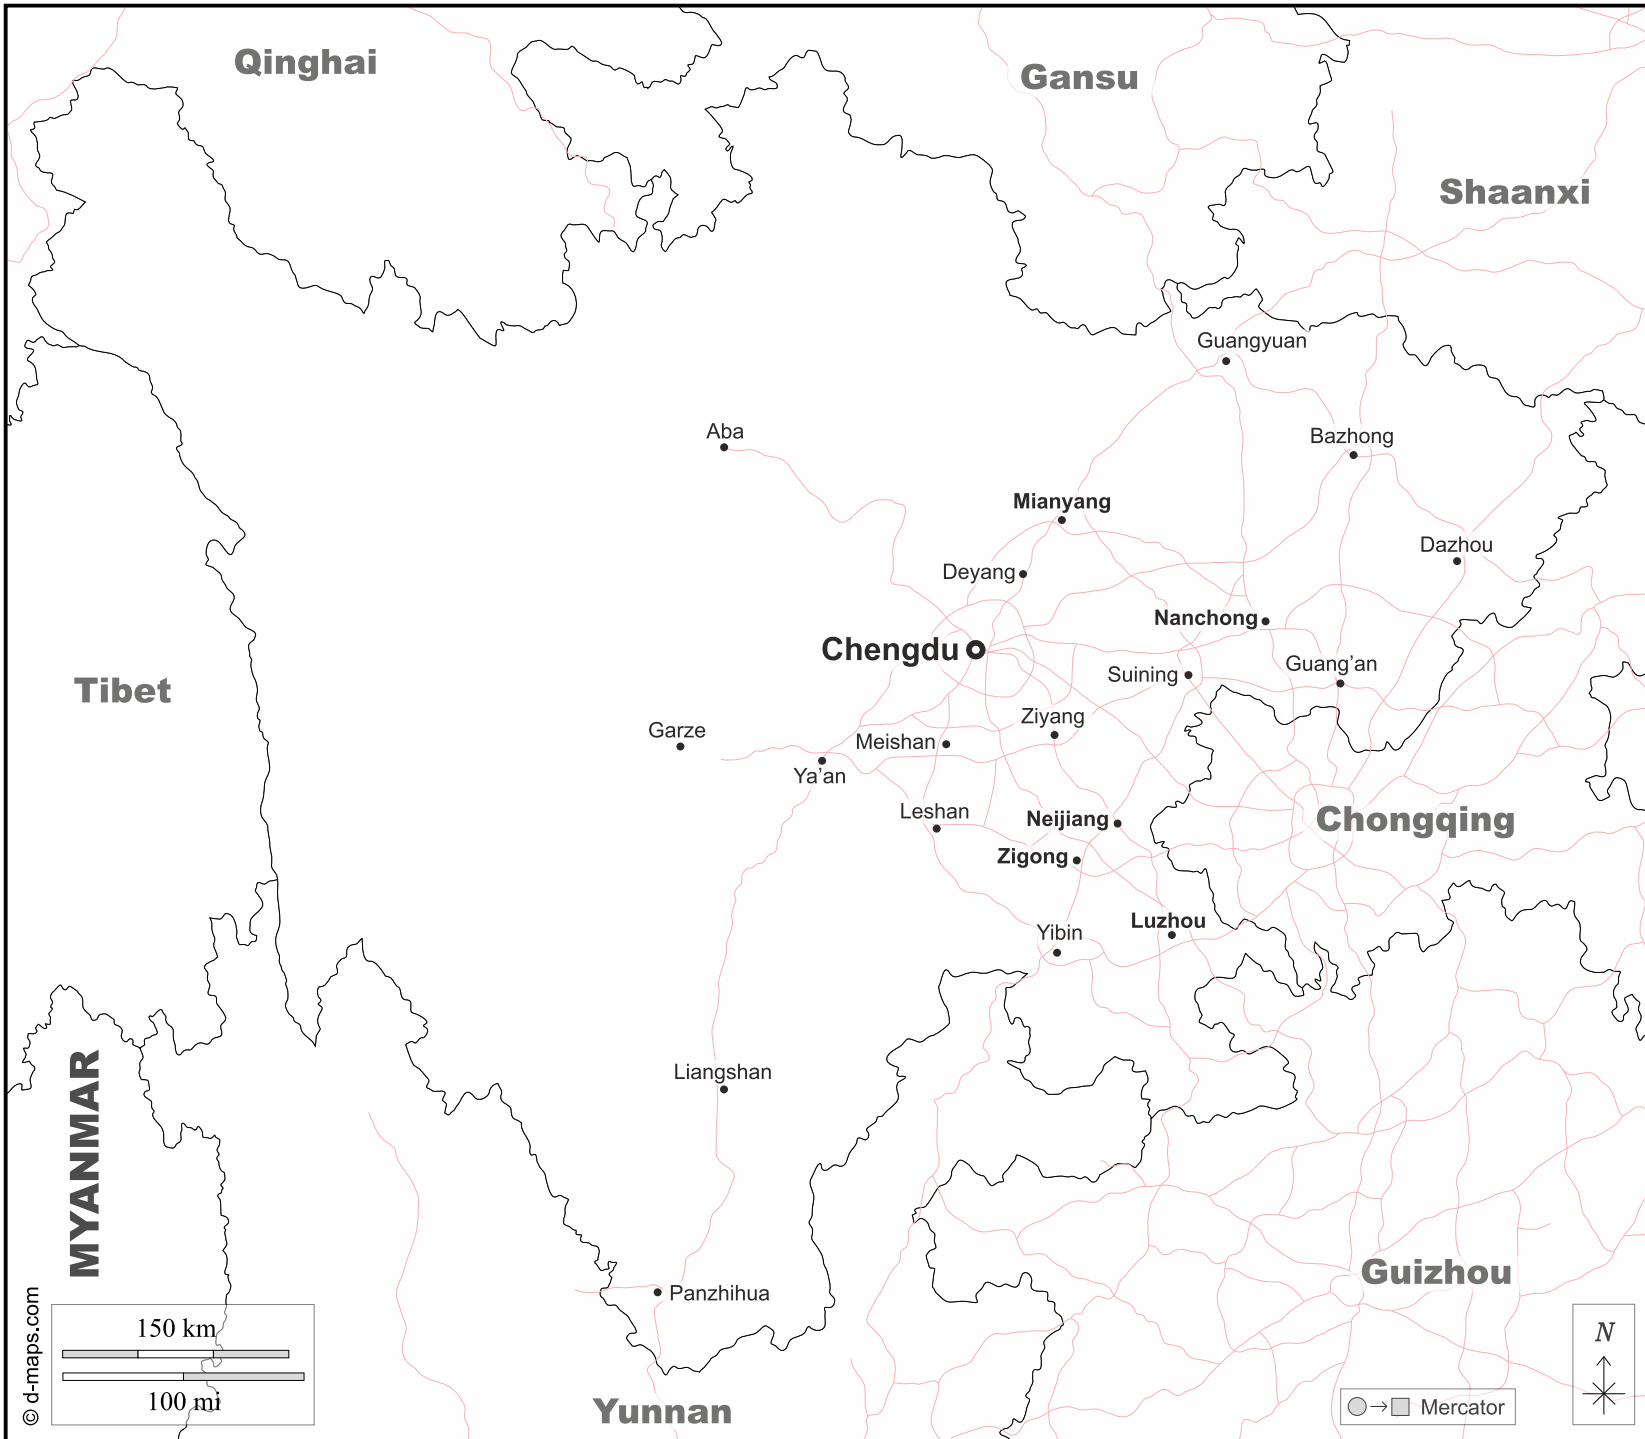 Qinghai
Gansu
Shaanxi
Guangyuan
Aba
Bazhong
Mianyang
Dazhou
Deyang
Nanchong
Chengdu
Guang’an
Suining
Tibet
Ziyang
Garze
Meishan
Ya’an
Leshan
Neijiang
Chongqing
Zigong
Luzhou
Yibin
Liangshan
MYANMAR
Guizhou
Panzhihua
© d-maps.com
150 km
100 mi
N
Mercator
Yunnan